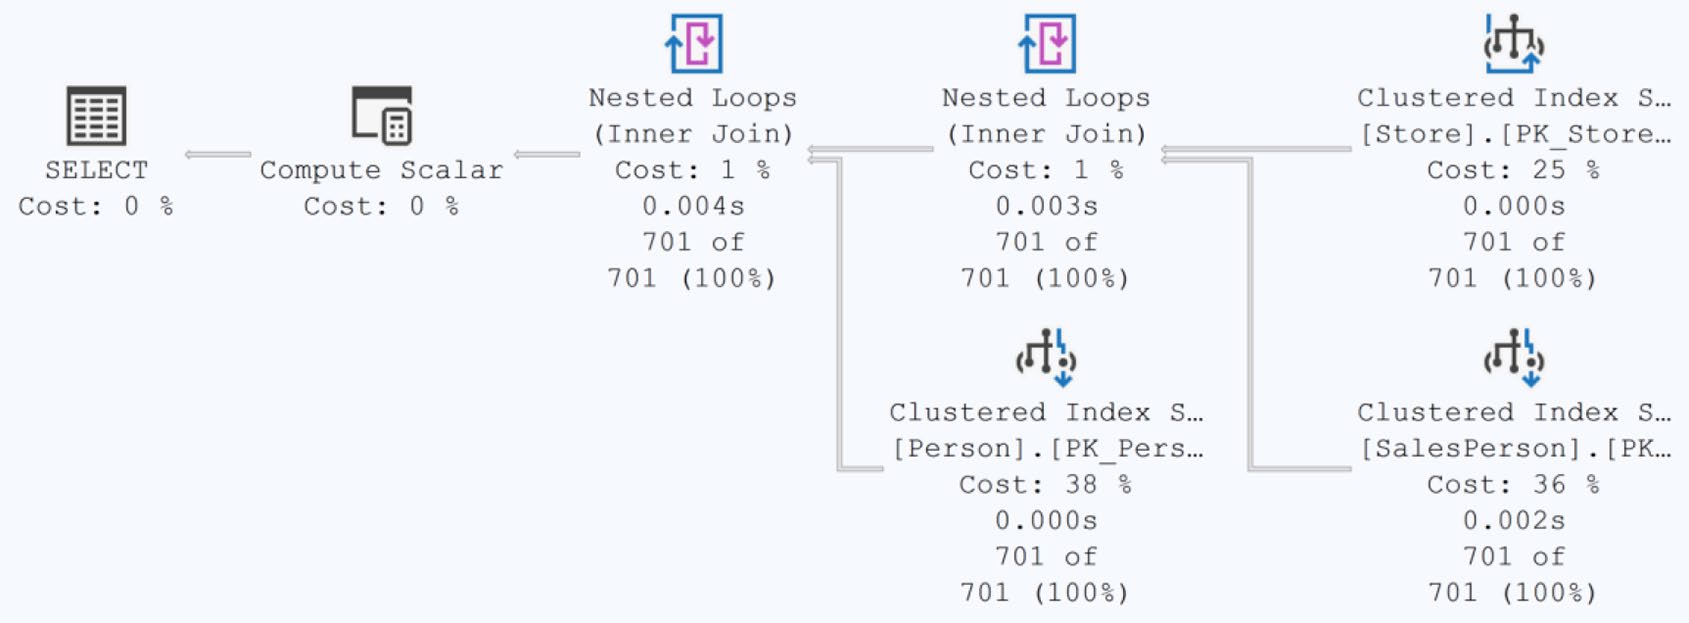 SELECT
Cost: 0 %
Compute Scalar
Cost: 0 %
Nested Loops
(Inner Join)
Cost: 1 %
0.004s
701 of
701 (100%)
Nested Loops
(Inner Join)
Cost: 1 %
0.003s
701 of
701 (100%)
Clustered Index S…
[Store].[PK_Store…
Cost: 25 %
0.000s
701 of
701 (100%)
Clustered Index S…
[Person].[PK_Pers…
Cost: 38 %
0.000s
701 of
701 (100%)
Clustered Index S…
[SalesPerson].[PK…
Cost: 36 %
0.002s
701 of
701 (100%)